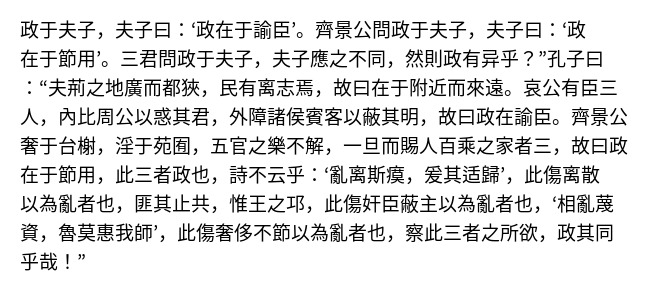 政于夫子，夫子曰：‘政在于諭臣’。齊景公問政于夫子，夫子曰：‘政
在于節用’。三君問政于夫子，夫子應之不同，然則政有异乎？”孔子曰
：“夫荊之地廣而都狹，民有离志焉，故曰在于附近而來遠。哀公有臣三
人，內比周公以惑其君，外障諸侯賓客以蔽其明，故曰政在諭臣。齊景公
奢于台榭，淫于苑囿，五官之樂不解，一旦而賜人百乘之家者三，故曰政
在于節用，此三者政也，詩不云乎：‘亂离斯瘼，爰其适歸’，此傷离散
以為亂者也，匪其止共，惟王之邛，此傷奸臣蔽主以為亂者也，‘相亂蔑
資，魯莫惠我師’，此傷奢侈不節以為亂者也，察此三者之所欲，政其同
乎哉！”